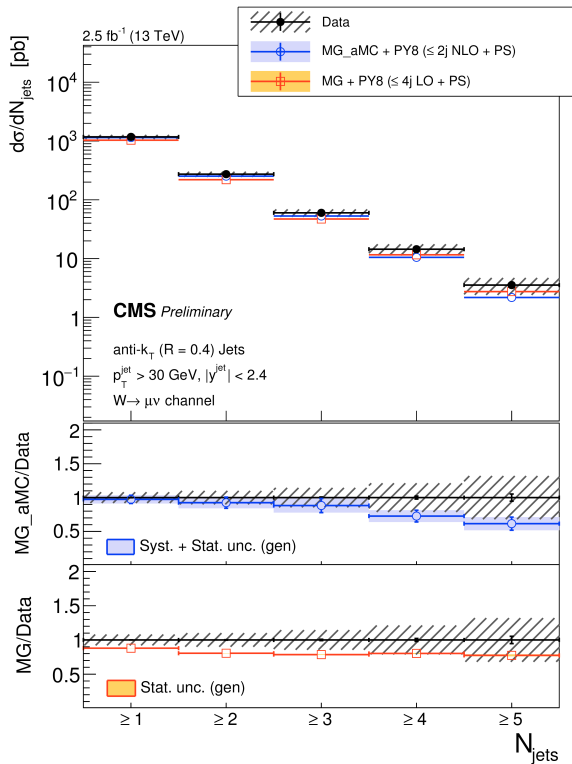 2.5 fb⁻¹ (13 TeV)
Data
MG_aMC + PY8 (≤ 2j NLO + PS)
MG + PY8 (≤ 4j LO + PS)
dσ/dN_jets [pb]
10⁴
10³
10²
10
1
10⁻¹
CMS Preliminary
anti-k_T (R = 0.4) Jets
p_T^jet > 30 GeV, |y^jet| < 2.4
W→ μν channel
MG_aMC/Data
2
1.5
1
0.5
Syst. + Stat. unc. (gen)
MG/Data
2
1.5
1
0.5
Stat. unc. (gen)
≥ 1 ≥ 2 ≥ 3 ≥ 4 ≥ 5
N_jets